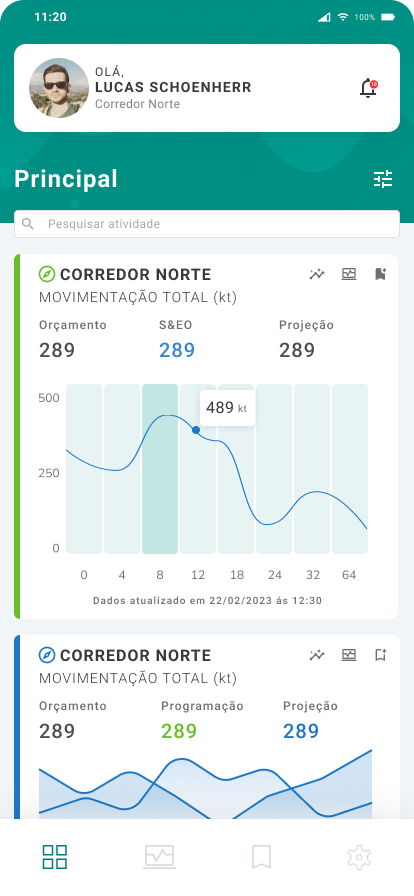 11:20 100%
OLÁ,
LUCAS SCHOENHERR
Corredor Norte
10
Principal
Pesquisar atividade
CORREDOR NORTE
MOVIMENTAÇÃO TOTAL (kt)
Orçamento S&EO Projeção
289 289 289
489 kt
500
250
0
0 4 8 12 18 24 32 64
Dados atualizado em 22/02/2023 ás 12:30
CORREDOR NORTE
MOVIMENTAÇÃO TOTAL (kt)
Orçamento Programação Projeção
289 289 289